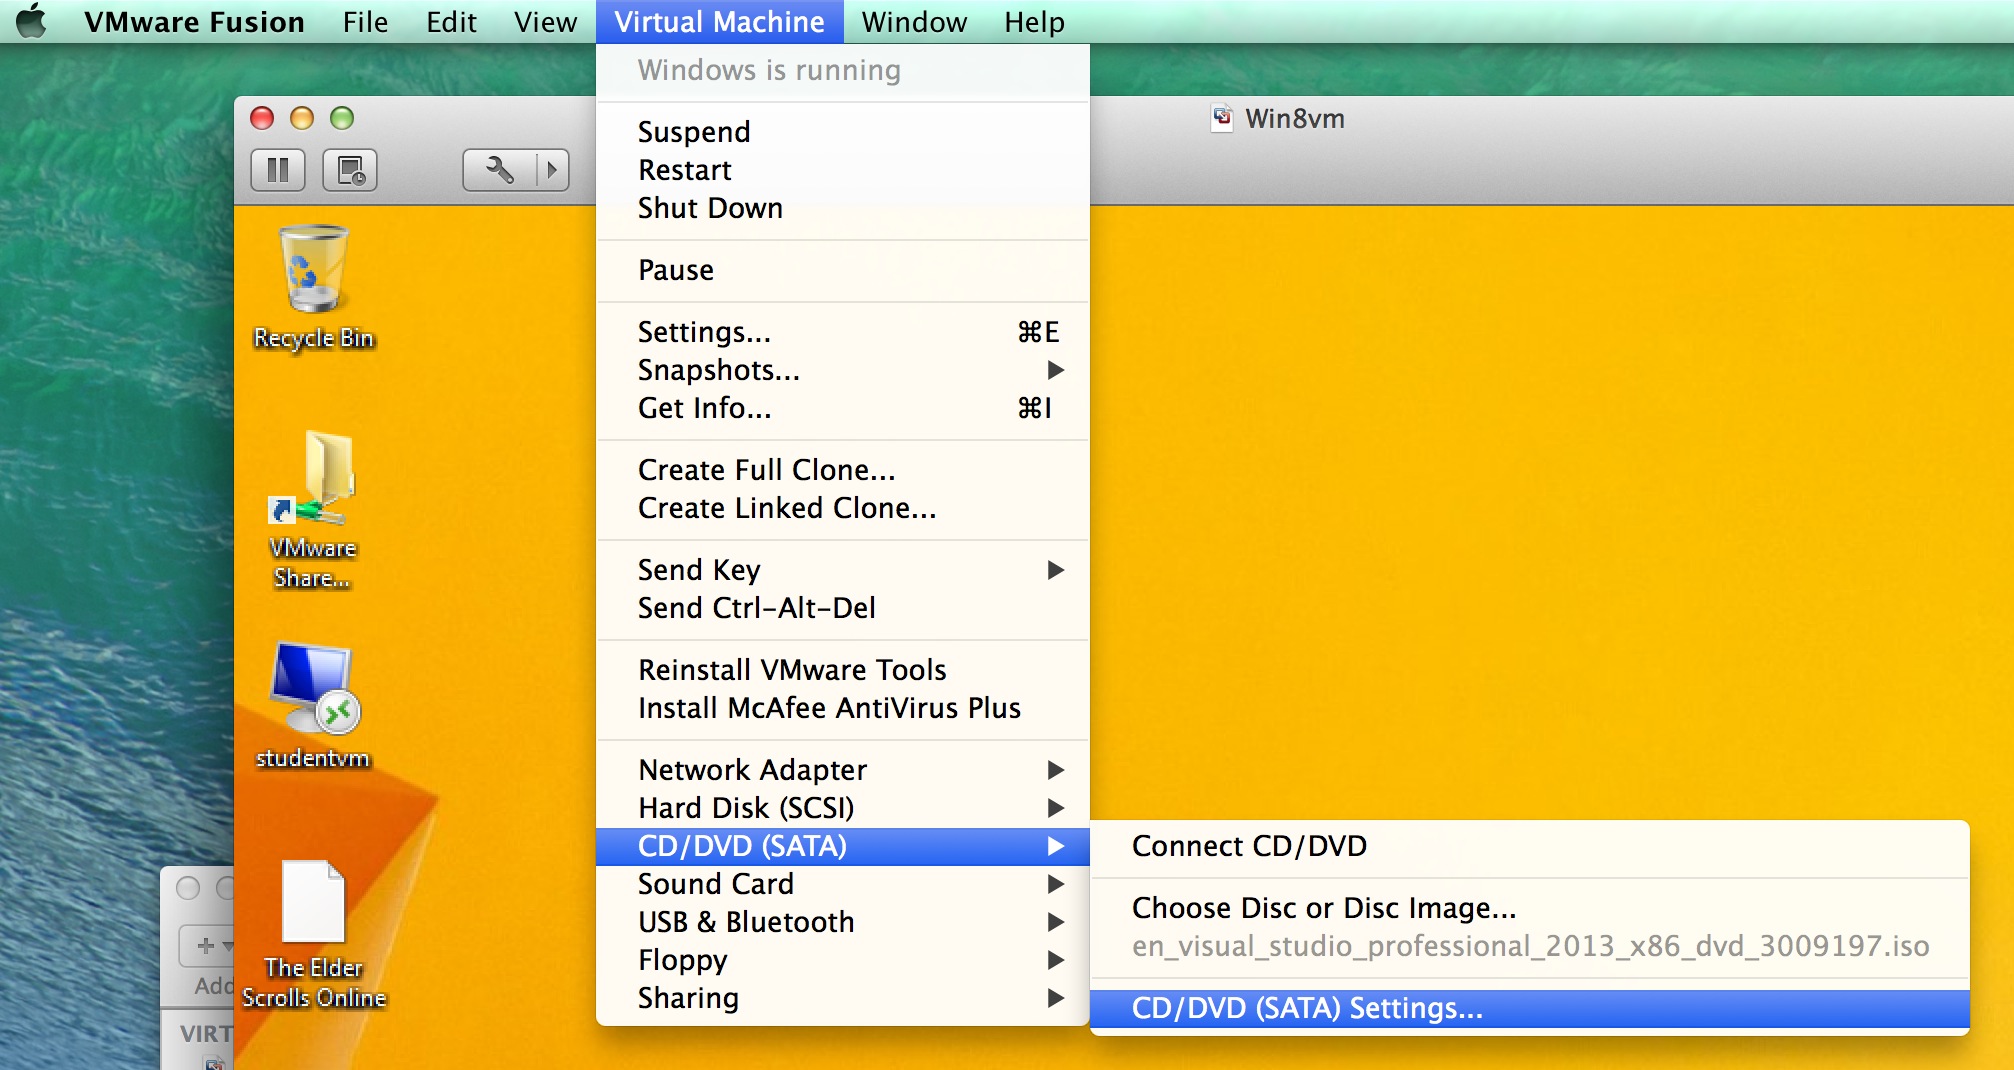 VMware Fusion File Edit View Virtual Machine Window Help
Windows is running
Win8vm
Suspend
Restart
Shut Down
Pause
Settings... ⌘E
Snapshots...
Get Info... ⌘I
Create Full Clone...
Create Linked Clone...
Send Key
Send Ctrl-Alt-Del
Reinstall VMware Tools
Install McAfee AntiVirus Plus
Network Adapter
Hard Disk (SCSI)
CD/DVD (SATA)
Sound Card
USB & Bluetooth
Floppy
Sharing
Connect CD/DVD
Choose Disc or Disc Image...
en_visual_studio_professional_2013_x86_dvd_3009197.iso
CD/DVD (SATA) Settings...
Recycle Bin
VMware
Share...
studentvm
The Elder
Scrolls Online
Add
VIRT